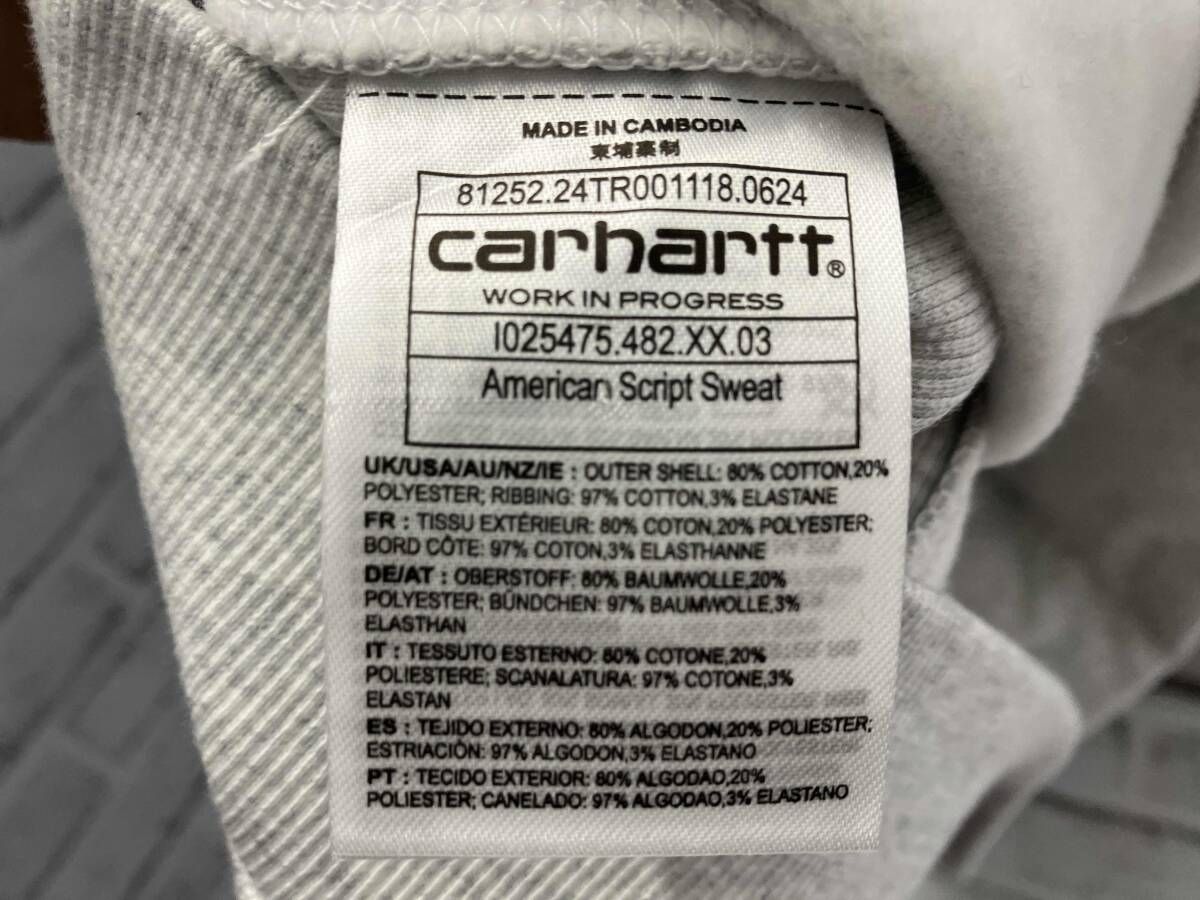 MADE IN CAMBODIA
柬埔寨制
81252.24TR001118.0624
carhartt®
WORK IN PROGRESS
I025475.482.XX.03
American Script Sweat
UK/USA/AU/NZ/IE : OUTER SHELL: 80% COTTON,20%
POLYESTER; RIBBING: 97% COTTON,3% ELASTANE
FR : TISSU EXTÉRIEUR: 80% COTON,20% POLYESTER;
BORD CÔTE: 97% COTON,3% ELASTHANNE
DE/AT : OBERSTOFF: 80% BAUMWOLLE,20%
POLYESTER; BÜNDCHEN: 97% BAUMWOLLE,3%
ELASTHAN
IT : TESSUTO ESTERNO: 80% COTONE,20%
POLIESTERE; SCANALATURA: 97% COTONE,3%
ELASTAN
ES : TEJIDO EXTERNO: 80% ALGODON,20% POLIESTER;
ESTRIACIÓN: 97% ALGODON,3% ELASTANO
PT : TECIDO EXTERIOR: 80% ALGODAO,20%
POLIESTER; CANELADO: 97% ALGODAO,3% ELASTANO